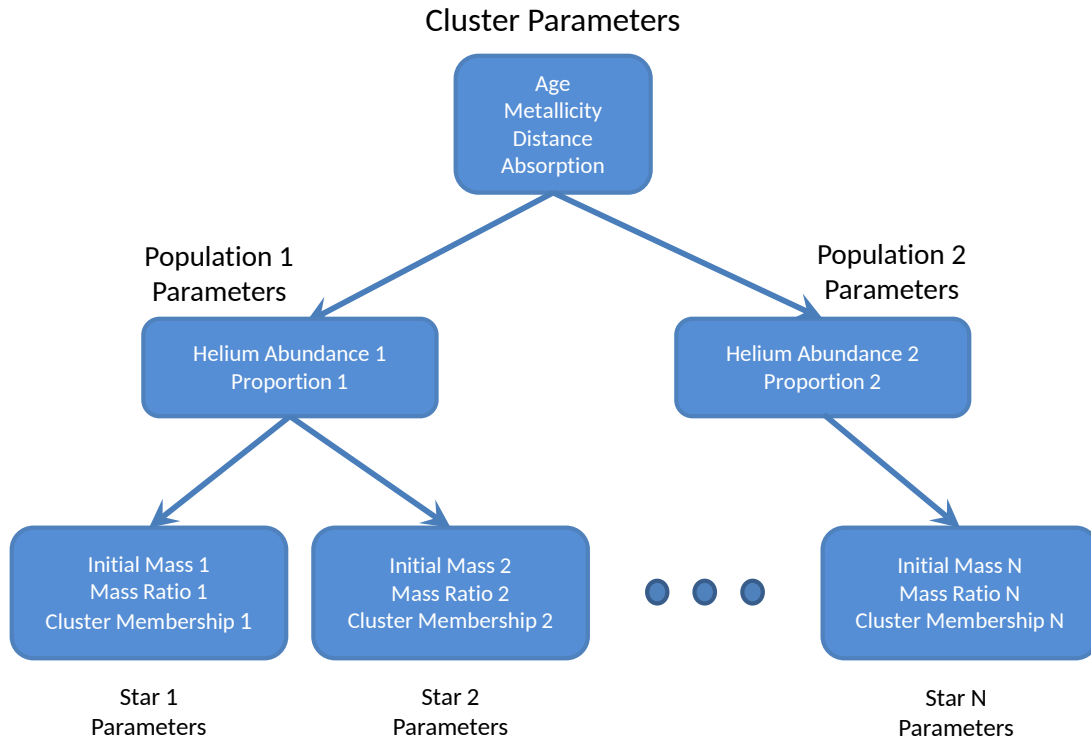 Cluster Parameters
Age
Metallicity
Distance
Absorption
Population 1
Parameters
Population 2
Parameters
Helium Abundance 1
Proportion 1
Helium Abundance 2
Proportion 2
Initial Mass 1
Mass Ratio 1
Cluster Membership 1
Initial Mass 2
Mass Ratio 2
Cluster Membership 2
Initial Mass N
Mass Ratio N
Cluster Membership N
Star 1
Parameters
Star 2
Parameters
Star N
Parameters